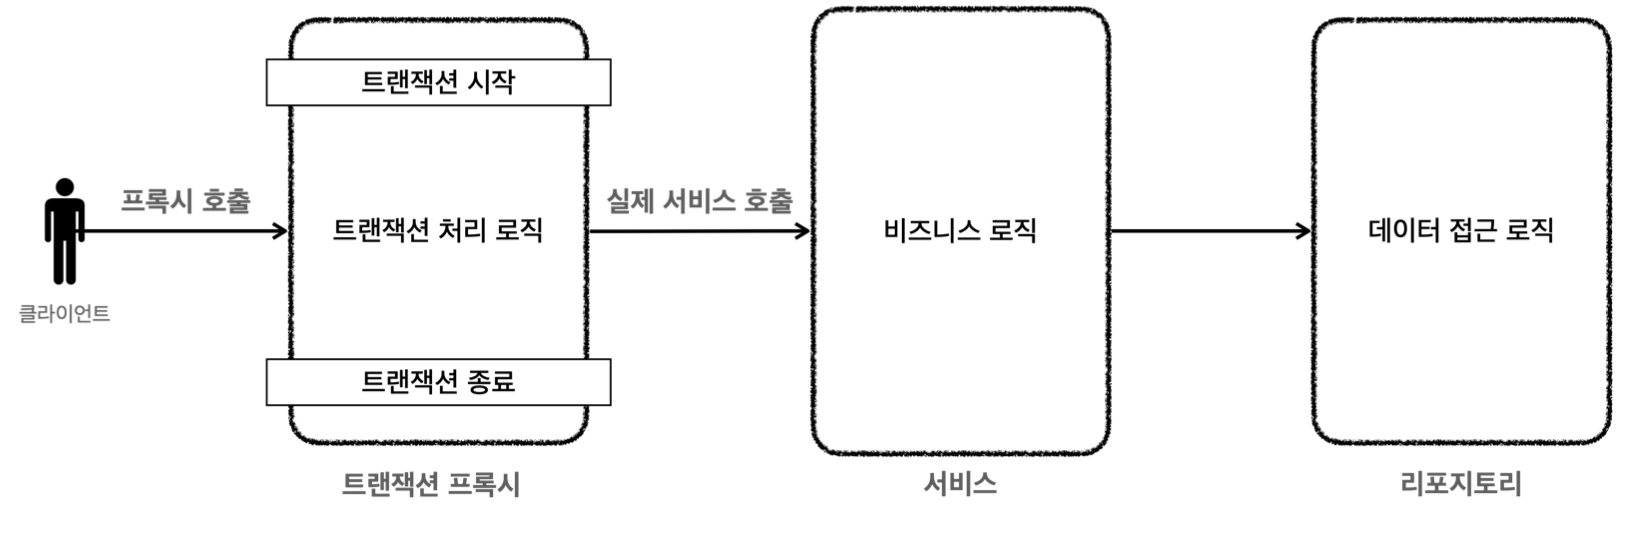 트랜잭션 시작
프록시 호출
실제 서비스 호출
트랜잭션 처리 로직
비즈니스 로직
데이터 접근 로직
클라이언트
트랜잭션 종료
트랜잭션 프록시
서비스
리포지토리